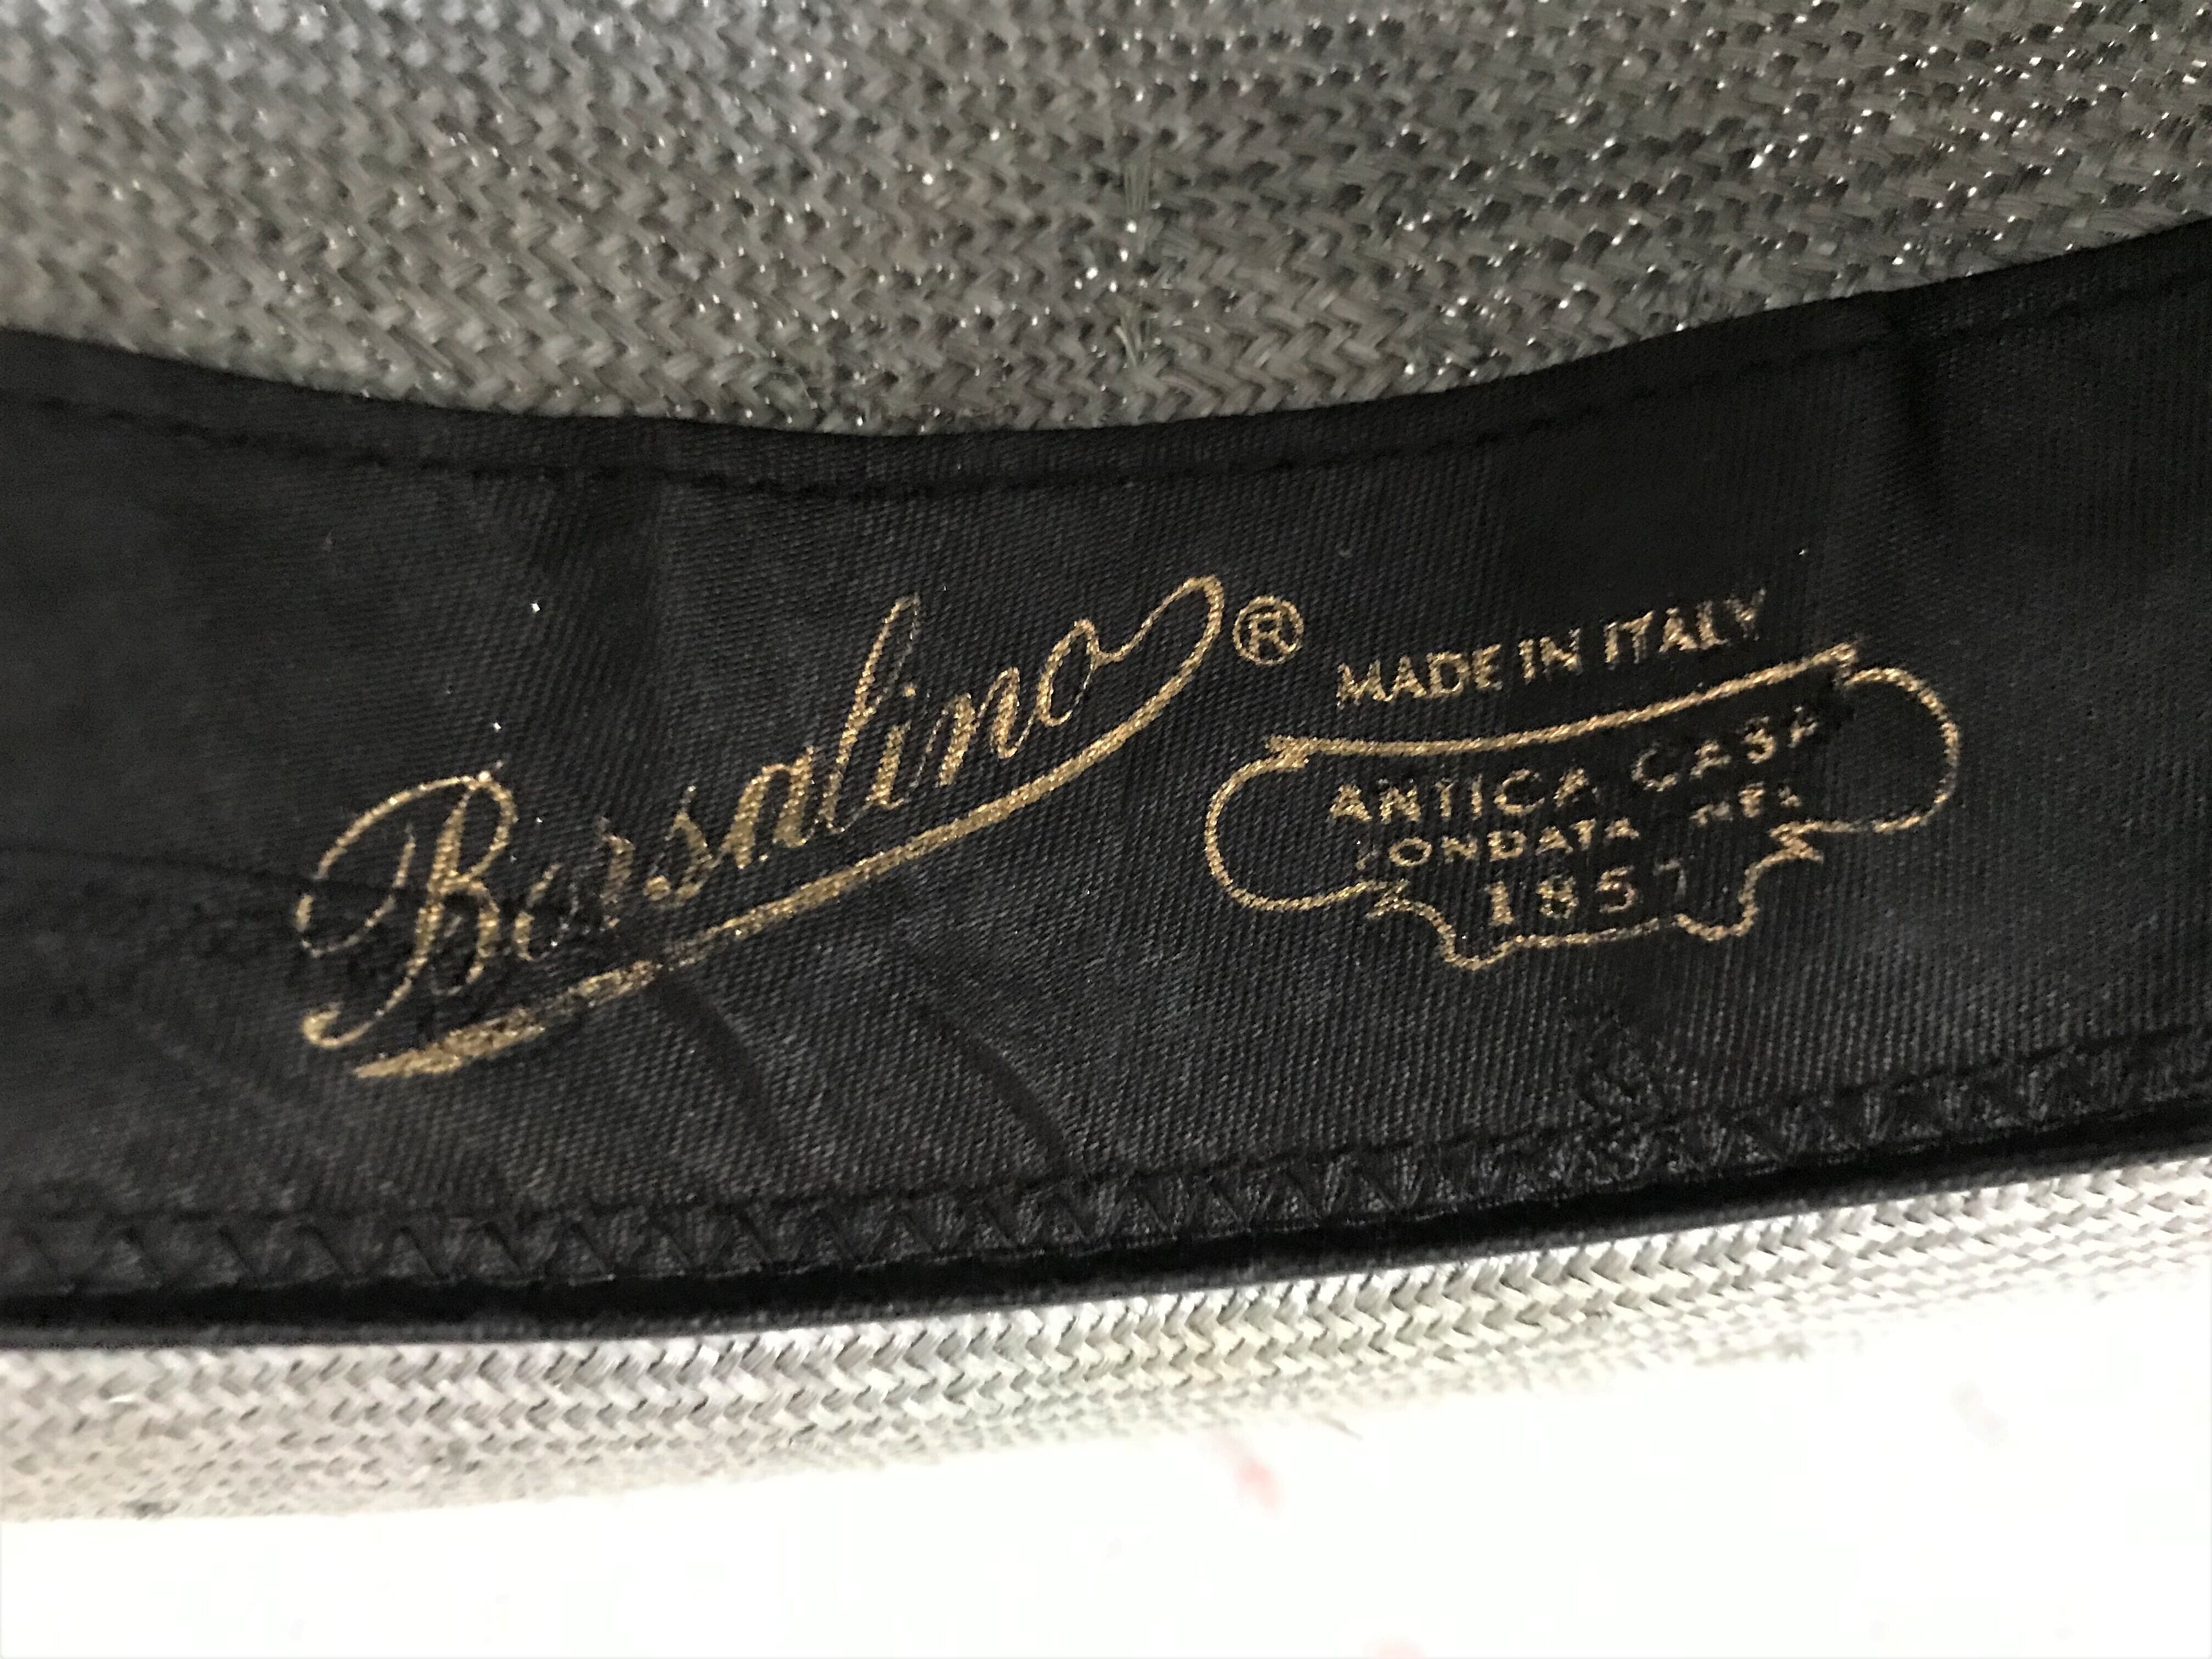 Borsalino®
MADE IN ITALY
ANTICA CASA
FONDATA NEL
1857